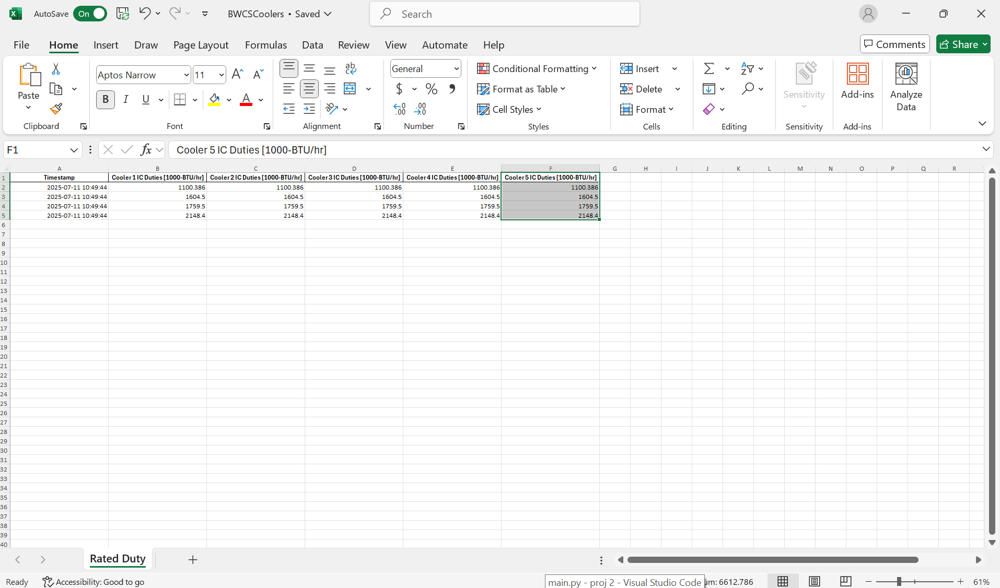 AutoSave On BWCSCoolers • Saved Search
File Home Insert Draw Page Layout Formulas Data Review View Automate Help Comments Share
Paste
Clipboard
Aptos Narrow 11
B I U A
Font
ab
Alignment
General
$ % 9
.00 .00
Number
Conditional Formatting
Format as Table
Cell Styles
Styles
Insert
Delete
Format
Cells
Editing
Sensitivity
Sensitivity
Add-ins
Add-ins
Analyze
Data
F1 fx Cooler 5 IC Duties [1000-BTU/hr]
A B C D E F G H I J K L M N O P Q R
1 Timestamp Cooler 1 IC Duties [1000-BTU/hr] Cooler 2 IC Duties [1000-BTU/hr] Cooler 3 IC Duties [1000-BTU/hr] Cooler 4 IC Duties [1000-BTU/hr] Cooler 5 IC Duties [1000-BTU/hr]
2 2025-07-11 10:49:44 1100.386 1100.386 1100.386 1100.386 1100.386
3 2025-07-11 10:49:44 1604.5 1604.5 1604.5 1604.5 1604.5
4 2025-07-11 10:49:44 1759.5 1759.5 1759.5 1759.5 1759.5
5 2025-07-11 10:49:44 2148.4 2148.4 2148.4 2148.4 2148.4
6
7
8
9
10
11
12
13
14
15
16
17
18
19
20
21
22
23
24
25
26
27
28
29
30
31
32
33
34
35
36
37
38
39
40
Rated Duty
Ready Accessibility: Good to go main.py - proj 2 - Visual Studio Code um: 6612.786 61%